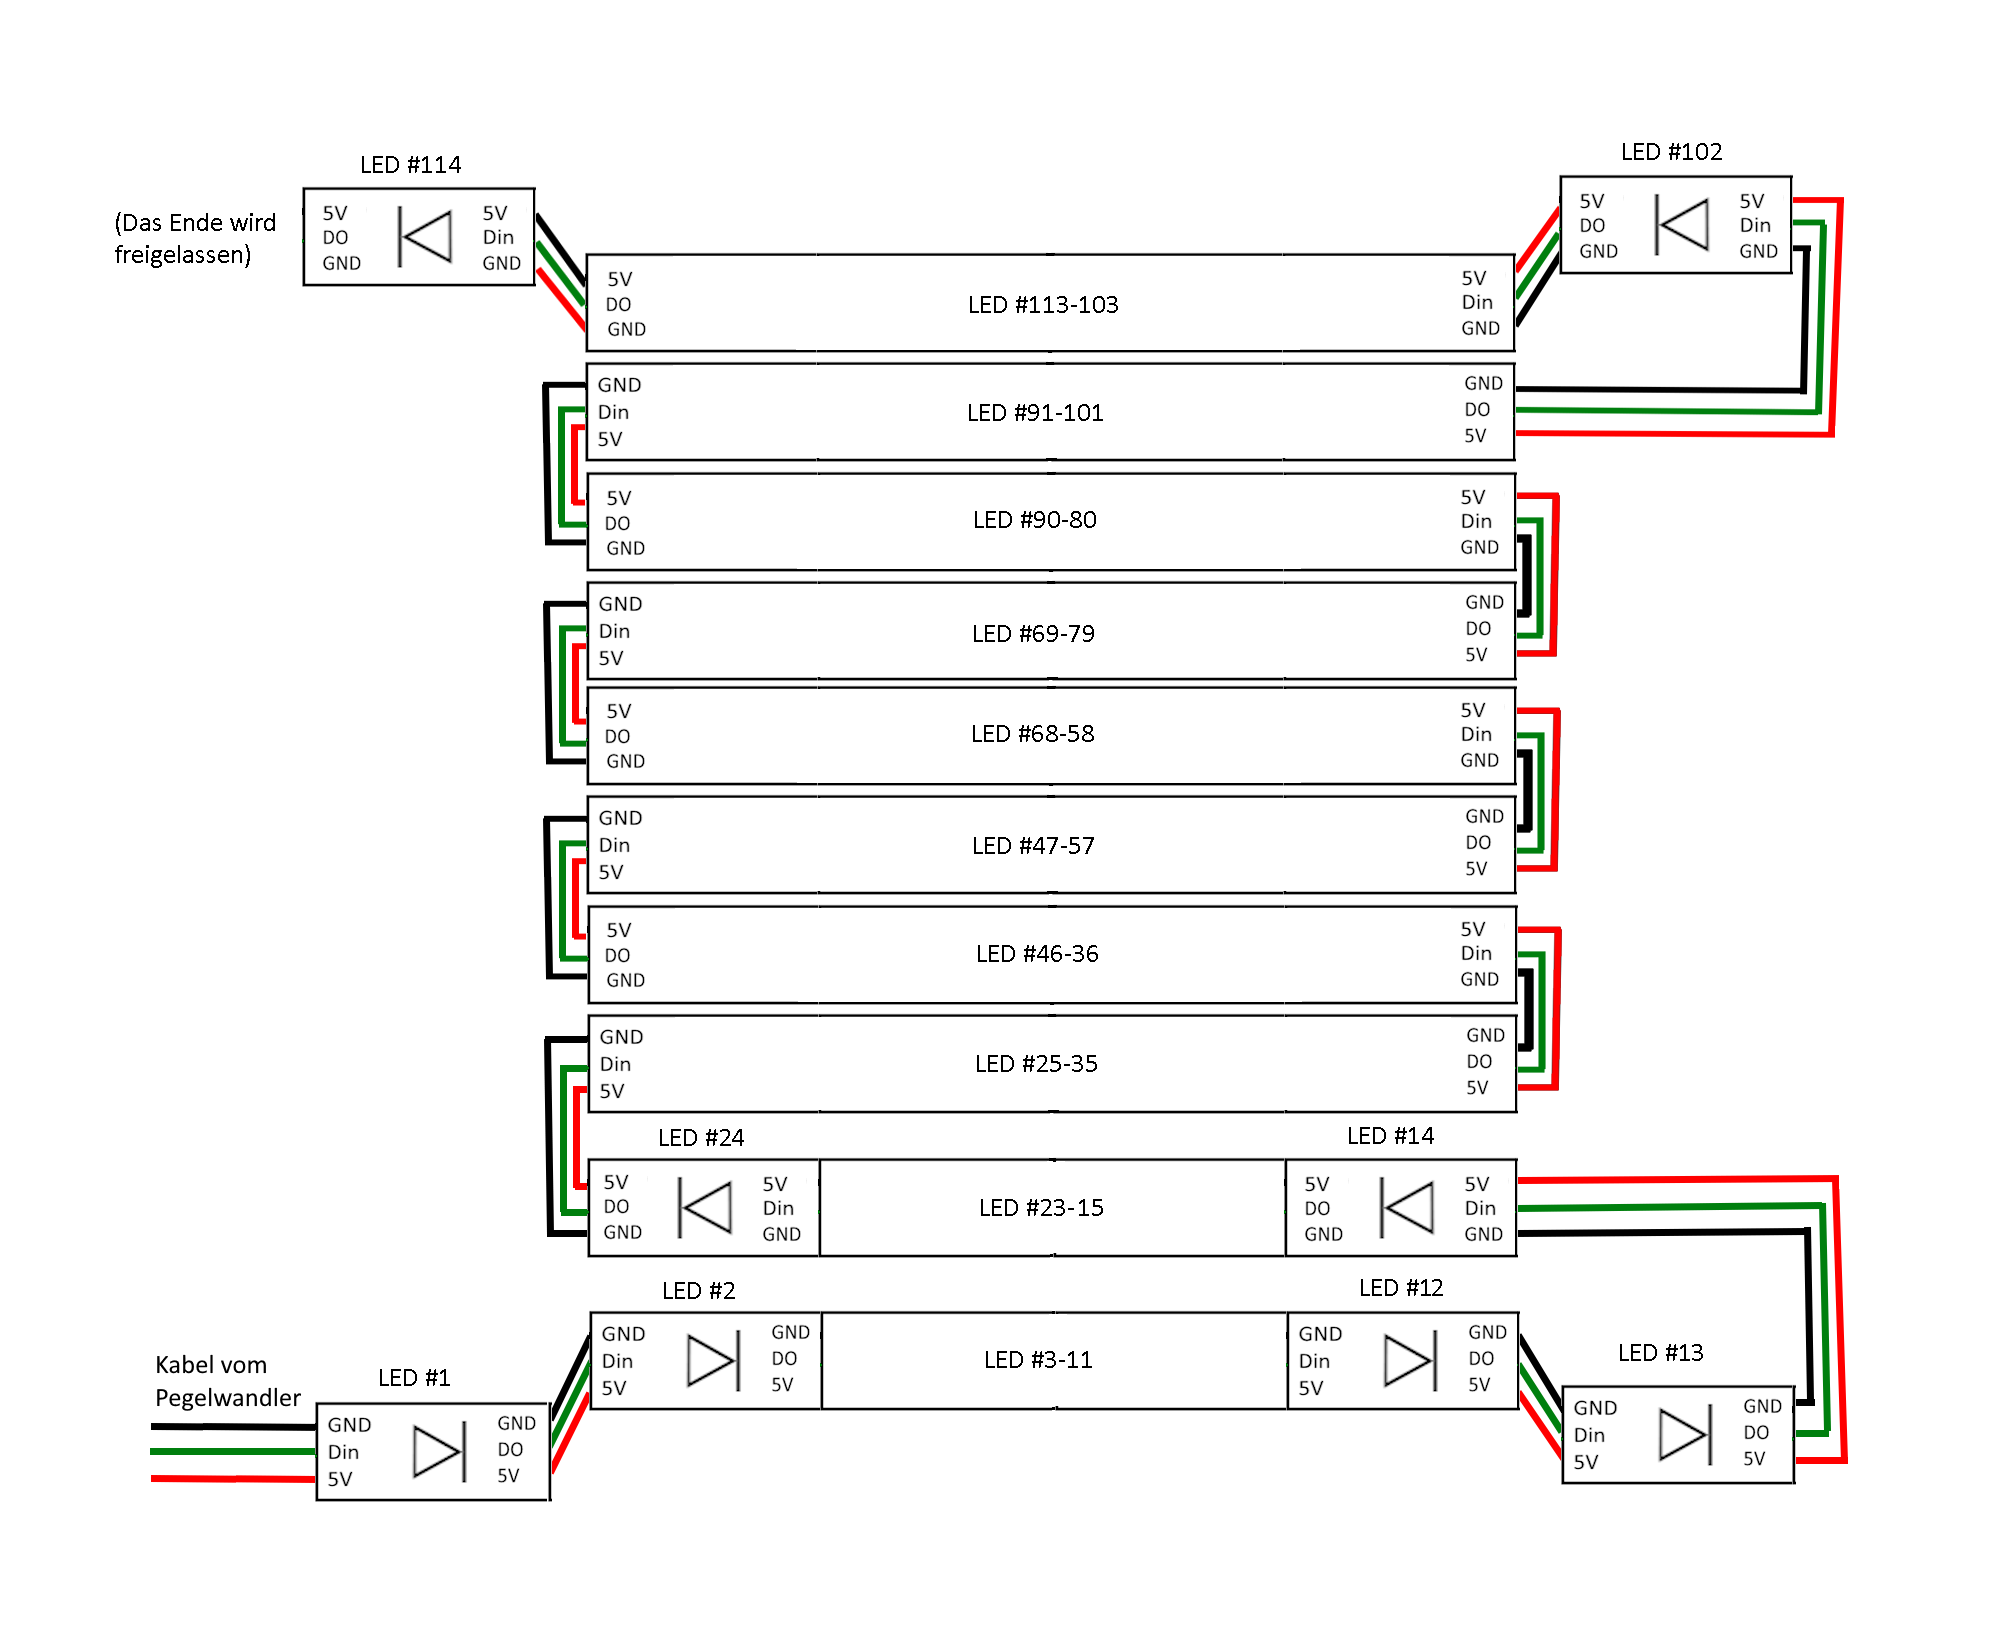 LED #114
LED #102
(Das Ende wird
freigelassen)
5V 5V
DO Din
GND GND
5V 5V
DO Din
GND GND
5V 5V
DO LED #113-103 Din
GND GND
GND GND
Din LED #91-101 DO
5V 5V
5V 5V
DO LED #90-80 Din
GND GND
GND GND
Din LED #69-79 DO
5V 5V
5V 5V
DO LED #68-58 Din
GND GND
GND GND
Din LED #47-57 DO
5V 5V
5V 5V
DO LED #46-36 Din
GND GND
GND GND
Din LED #25-35 DO
5V 5V
LED #24 LED #14
5V 5V 5V 5V
DO Din LED #23-15 DO Din
GND GND GND GND
LED #2 LED #12
GND GND GND GND
Din DO LED #3-11 Din DO
5V 5V 5V 5V
Kabel vom
Pegelwandler
LED #1
GND GND
Din DO
5V 5V
LED #13
GND GND
Din DO
5V 5V